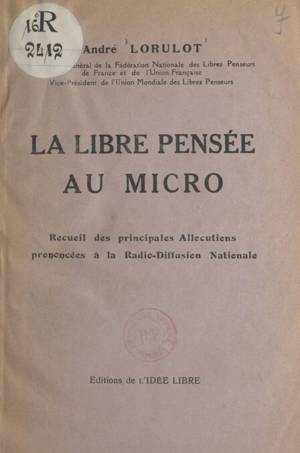 16°R
2412
André LORULOT
néral de la Fédération Nationale des Libres Penseurs
de France et de l'Union Française
Vice-Président de l'Union Mondiale des Libres Penseurs
LA LIBRE PENSÉE
AU MICRO
Recueil des principales Allocutions
prononcées à la Radio-Diffusion Nationale
Editions de L'IDÉE LIBRE